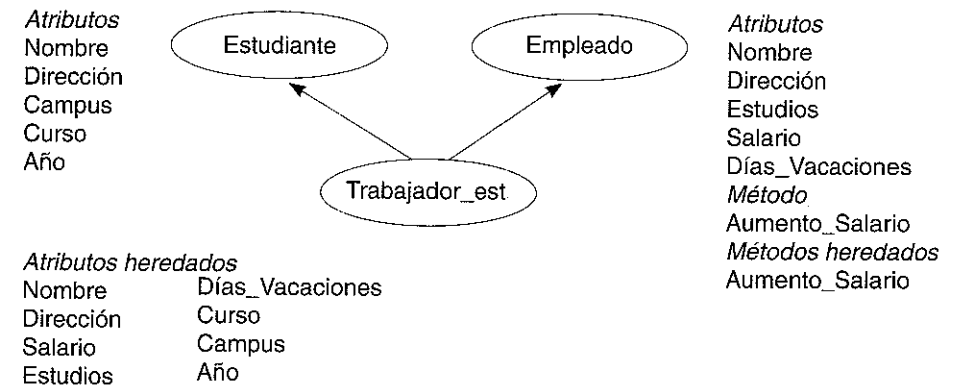 Atributos
Nombre
Dirección
Campus
Curso
Año
Estudiante
Empleado
Trabajador_est
Atributos
Nombre
Dirección
Estudios
Salario
Días_Vacaciones
Método
Aumento_Salario
Métodos heredados
Aumento_Salario
Atributos heredados
Nombre Días_Vacaciones
Dirección Curso
Salario Campus
Estudios Año